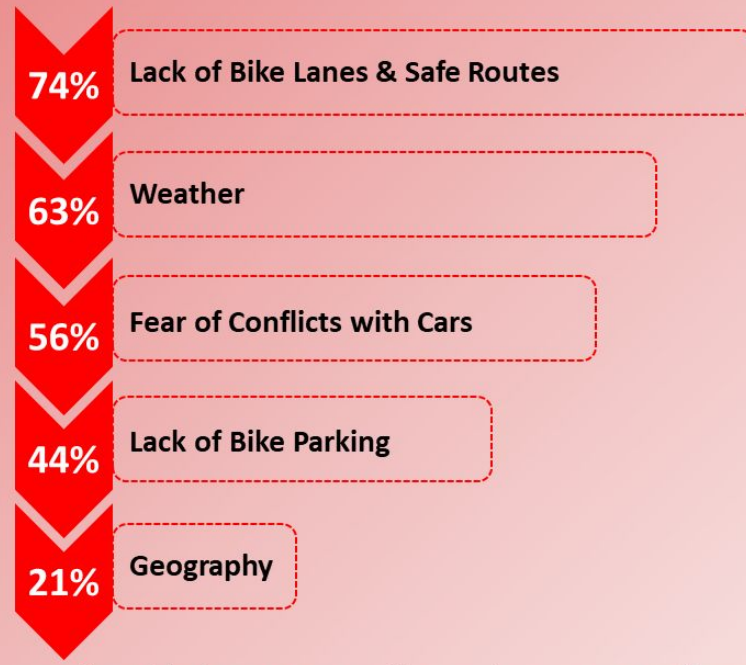 74% Lack of Bike Lanes & Safe Routes
63% Weather
56% Fear of Conflicts with Cars
44% Lack of Bike Parking
21% Geography